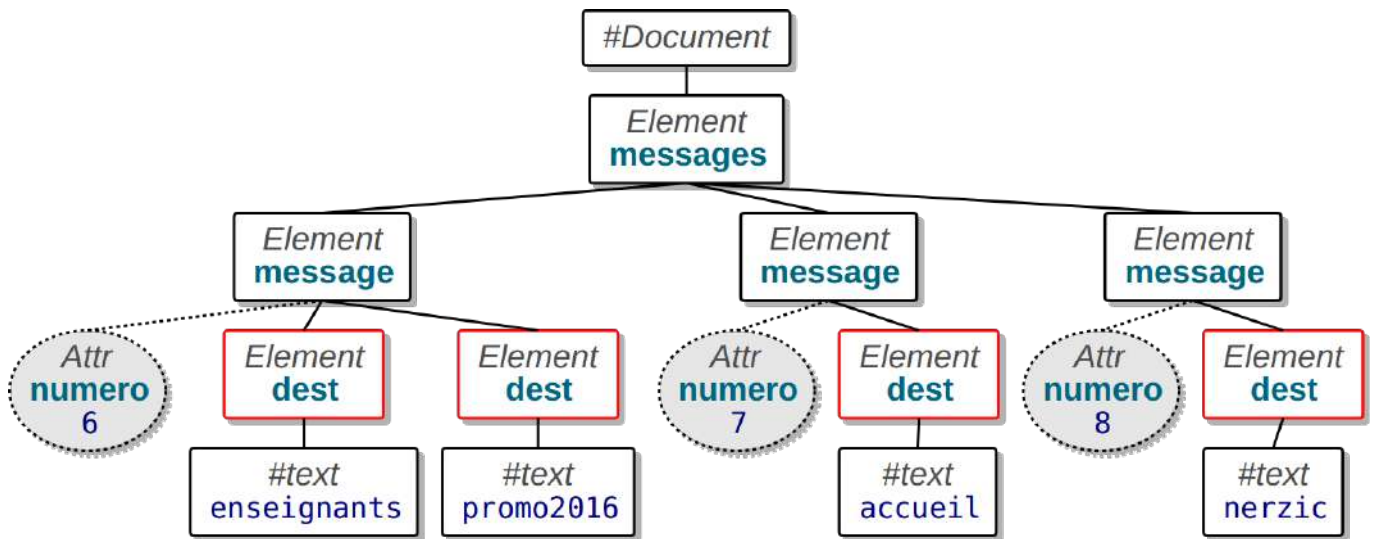 #Document
Element
messages
Element
message
Element
message
Element
message
Attr
numero
6
Element
dest
Element
dest
Attr
numero
7
Element
dest
Attr
numero
8
Element
dest
#text
enseignants
#text
promo2016
#text
accueil
#text
nerzic